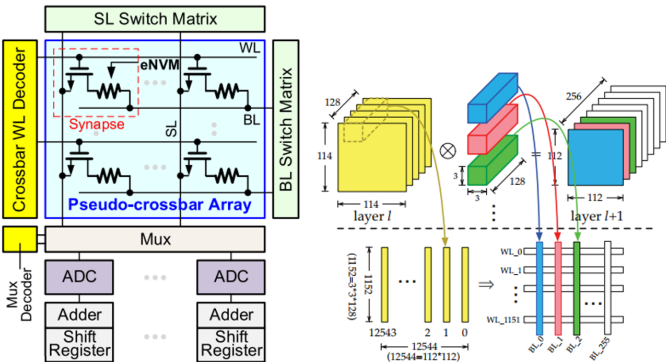 SL Switch Matrix
Crossbar WL Decoder
WL
eNVM
Synapse
SL
BL
BL Switch Matrix
Pseudo-crossbar Array
Mux
Mux Decoder
ADC
ADC
Adder
Adder
Shift Register
Shift Register
128
114
114
layer l
⊗
3
3
128
=
256
112
112
layer l+1
1152
(1152=3*3*128)
12543
2
1
0
12544
(12544=112*112)
⇒
WL_0
WL_1
WL_1151
BL_0
BL_1
BL_2
BL_255